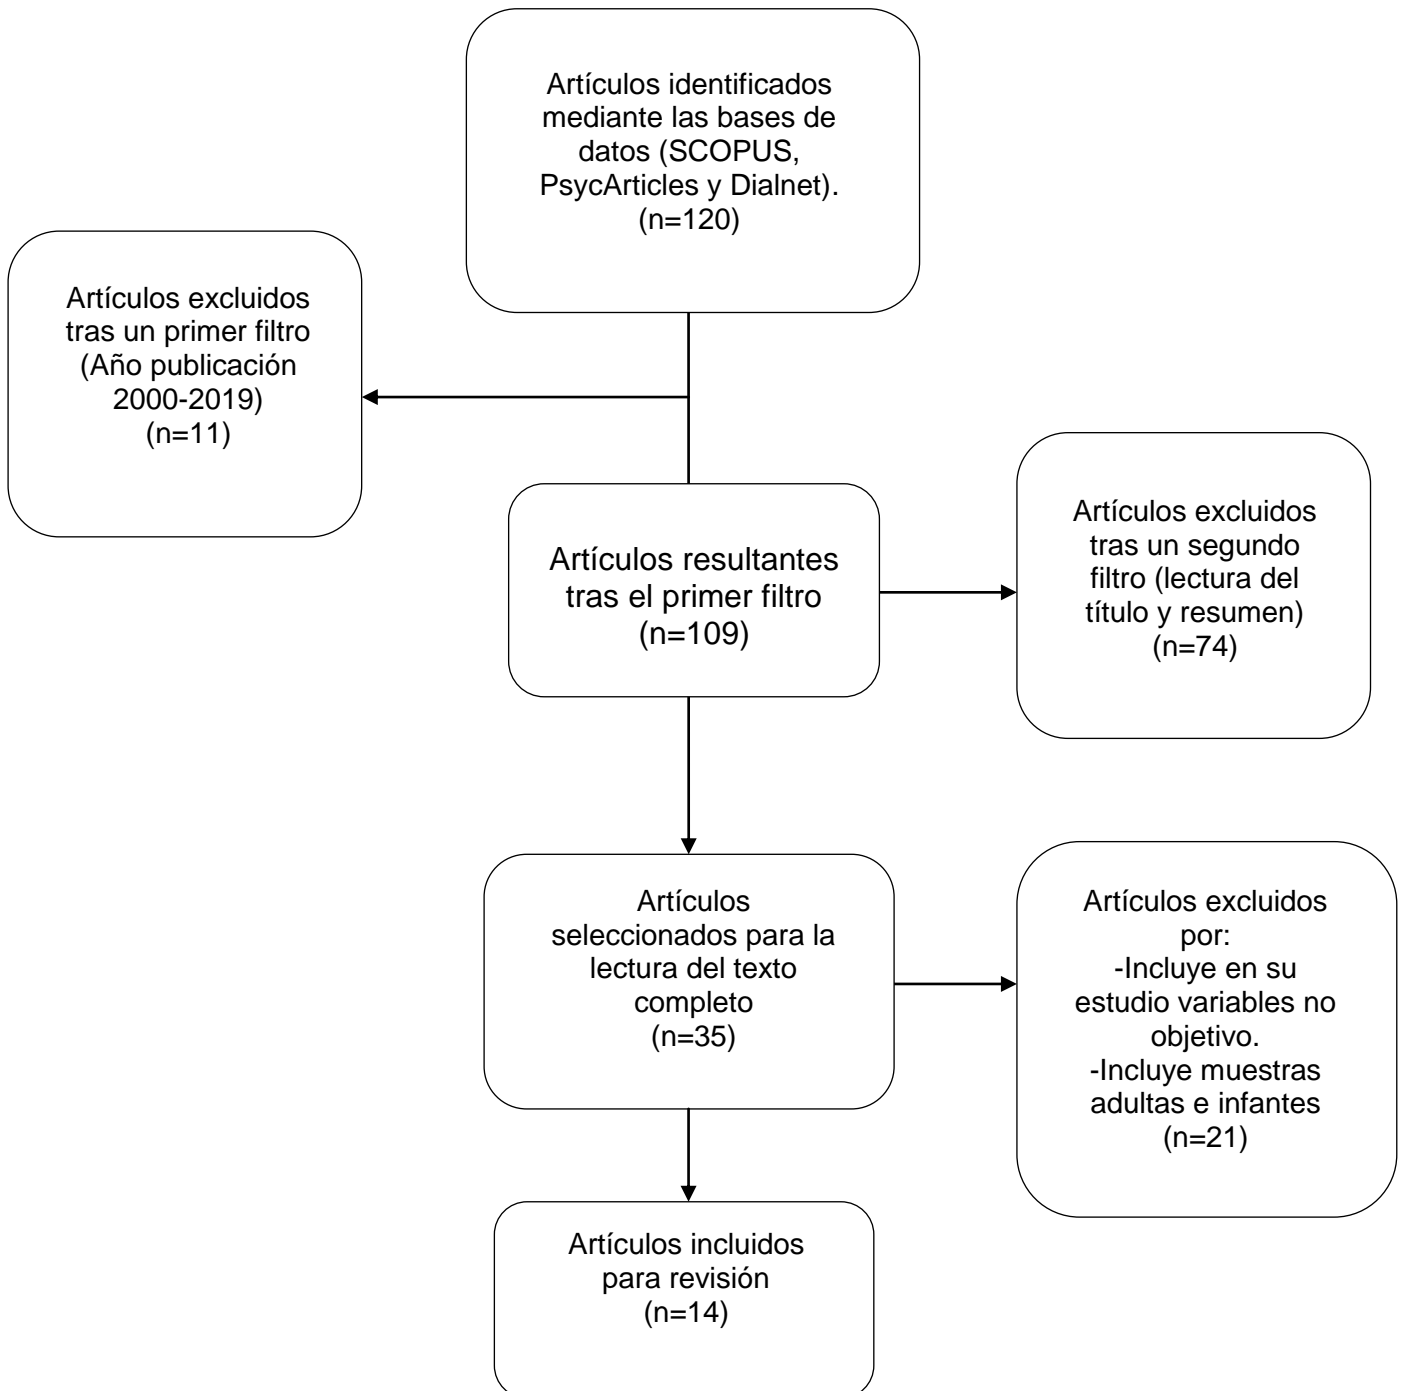 Artículos identificados
mediante las bases de
datos (SCOPUS,
PsycArticles y Dialnet).
(n=120)
Artículos excluidos
tras un primer filtro
(Año publicación
2000-2019)
(n=11)
Artículos resultantes
tras el primer filtro
(n=109)
Artículos excluidos
tras un segundo
filtro (lectura del
título y resumen)
(n=74)
Artículos
seleccionados para la
lectura del texto
completo
(n=35)
Artículos excluidos
por:
-Incluye en su
estudio variables no
objetivo.
-Incluye muestras
adultas e infantes
(n=21)
Artículos incluidos
para revisión
(n=14)